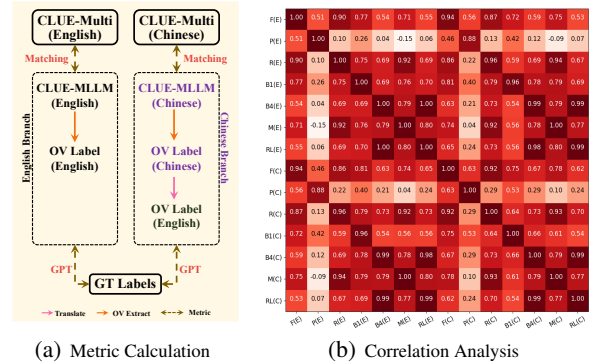 CLUE-Multi
(English)
CLUE-Multi
(Chinese)
Matching
Matching
CLUE-MLLM
(English)
CLUE-MLLM
(Chinese)
English Branch
Chinese Branch
OV Label
(English)
OV Label
(Chinese)
OV Label
(English)
GPT
GPT
GT Labels
Translate
OV Extract
Metric
(a) Metric Calculation
F(E) 1.00 0.51 0.90 0.77 0.54 0.71 0.55 0.94 0.56 0.87 0.72 0.59 0.75 0.53
P(E) 0.51 1.00 0.10 0.26 0.04 -0.15 0.06 0.46 0.88 0.13 0.42 0.12 -0.09 0.07
R(E) 0.90 0.10 1.00 0.75 0.69 0.92 0.69 0.86 0.22 0.96 0.59 0.69 0.94 0.67
B1(E) 0.77 0.26 0.75 1.00 0.69 0.76 0.70 0.81 0.40 0.79 0.96 0.78 0.79 0.69
B4(E) 0.54 0.04 0.69 0.69 1.00 0.79 1.00 0.63 0.21 0.73 0.54 0.99 0.79 0.99
M(E) 0.71 -0.15 0.92 0.76 0.79 1.00 0.80 0.74 0.04 0.92 0.56 0.78 1.00 0.77
RL(E) 0.55 0.06 0.69 0.70 1.00 0.80 1.00 0.65 0.24 0.73 0.56 0.98 0.80 0.99
F(C) 0.94 0.46 0.86 0.81 0.63 0.74 0.65 1.00 0.63 0.92 0.75 0.67 0.78 0.62
P(C) 0.56 0.88 0.22 0.40 0.21 0.04 0.24 0.63 1.00 0.29 0.53 0.29 0.10 0.24
R(C) 0.87 0.13 0.96 0.79 0.73 0.92 0.73 0.92 0.29 1.00 0.64 0.73 0.93 0.70
B1(C) 0.72 0.42 0.59 0.96 0.54 0.56 0.56 0.75 0.53 0.64 1.00 0.66 0.61 0.54
B4(C) 0.59 0.12 0.69 0.78 0.99 0.78 0.98 0.67 0.29 0.73 0.66 1.00 0.79 0.99
M(C) 0.75 -0.09 0.94 0.79 0.79 1.00 0.80 0.78 0.10 0.93 0.61 0.79 1.00 0.77
RL(C) 0.53 0.07 0.67 0.69 0.99 0.77 0.99 0.62 0.24 0.70 0.54 0.99 0.77 1.00
F(E) P(E) R(E) B1(E) B4(E) M(E) RL(E) F(C) P(C) R(C) B1(C) B4(C) M(C) RL(C)
(b) Correlation Analysis